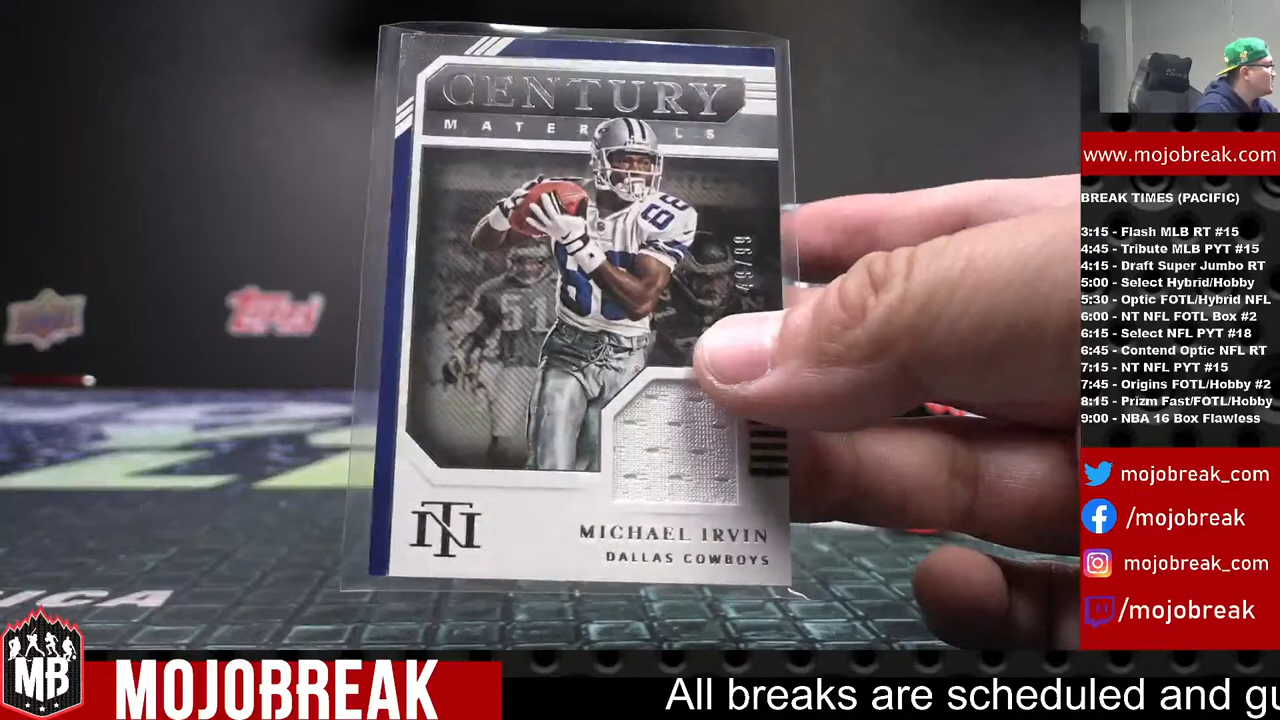 CENTURY
MATERIALS
88
49/99
NT
MICHAEL IRVIN
DALLAS COWBOYS
topps
MB
MOJOBREAK
All breaks are scheduled and gu
www.mojobreak.com
BREAK TIMES (PACIFIC)
3:15 - Flash MLB RT #15
4:45 - Tribute MLB PYT #15
4:15 - Draft Super Jumbo RT
5:00 - Select Hybrid/Hobby
5:30 - Optic FOTL/Hybrid NFL
6:00 - NT NFL FOTL Box #2
6:15 - Select NFL PYT #18
6:45 - Contend Optic NFL RT
7:15 - NT NFL PYT #15
7:45 - Origins FOTL/Hobby #2
8:15 - Prizm Fast/FOTL/Hobby
9:00 - NBA 16 Box Flawless
mojobreak_com
/mojobreak
mojobreak_com
/mojobreak